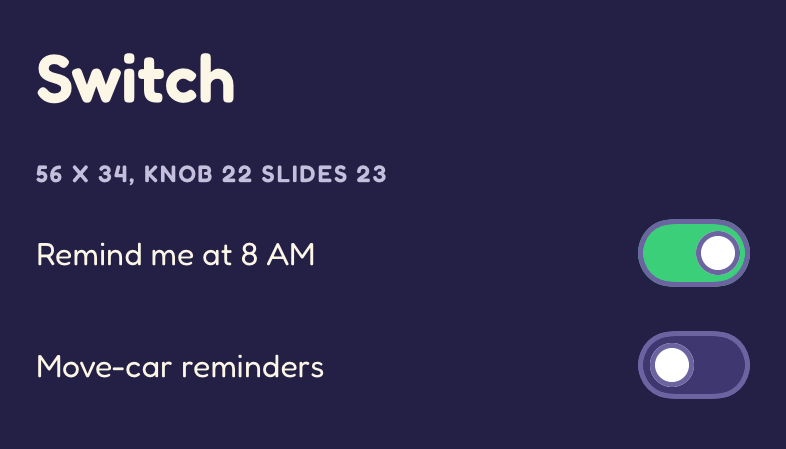 Switch
56 X 34, KNOB 22 SLIDES 23
Remind me at 8 AM
Move-car reminders